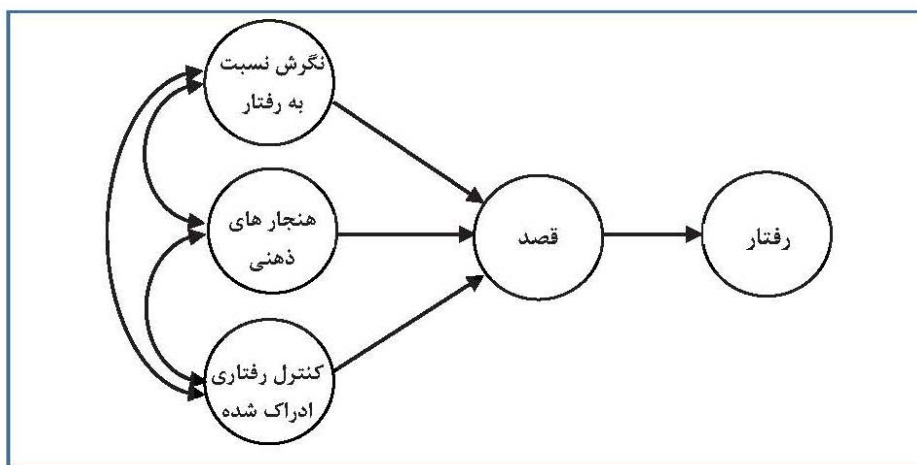 نگرش نسبت
به رفتار
هنجار های
ذهنی
کنترل رفتاری
ادراک شده
قصد
رفتار